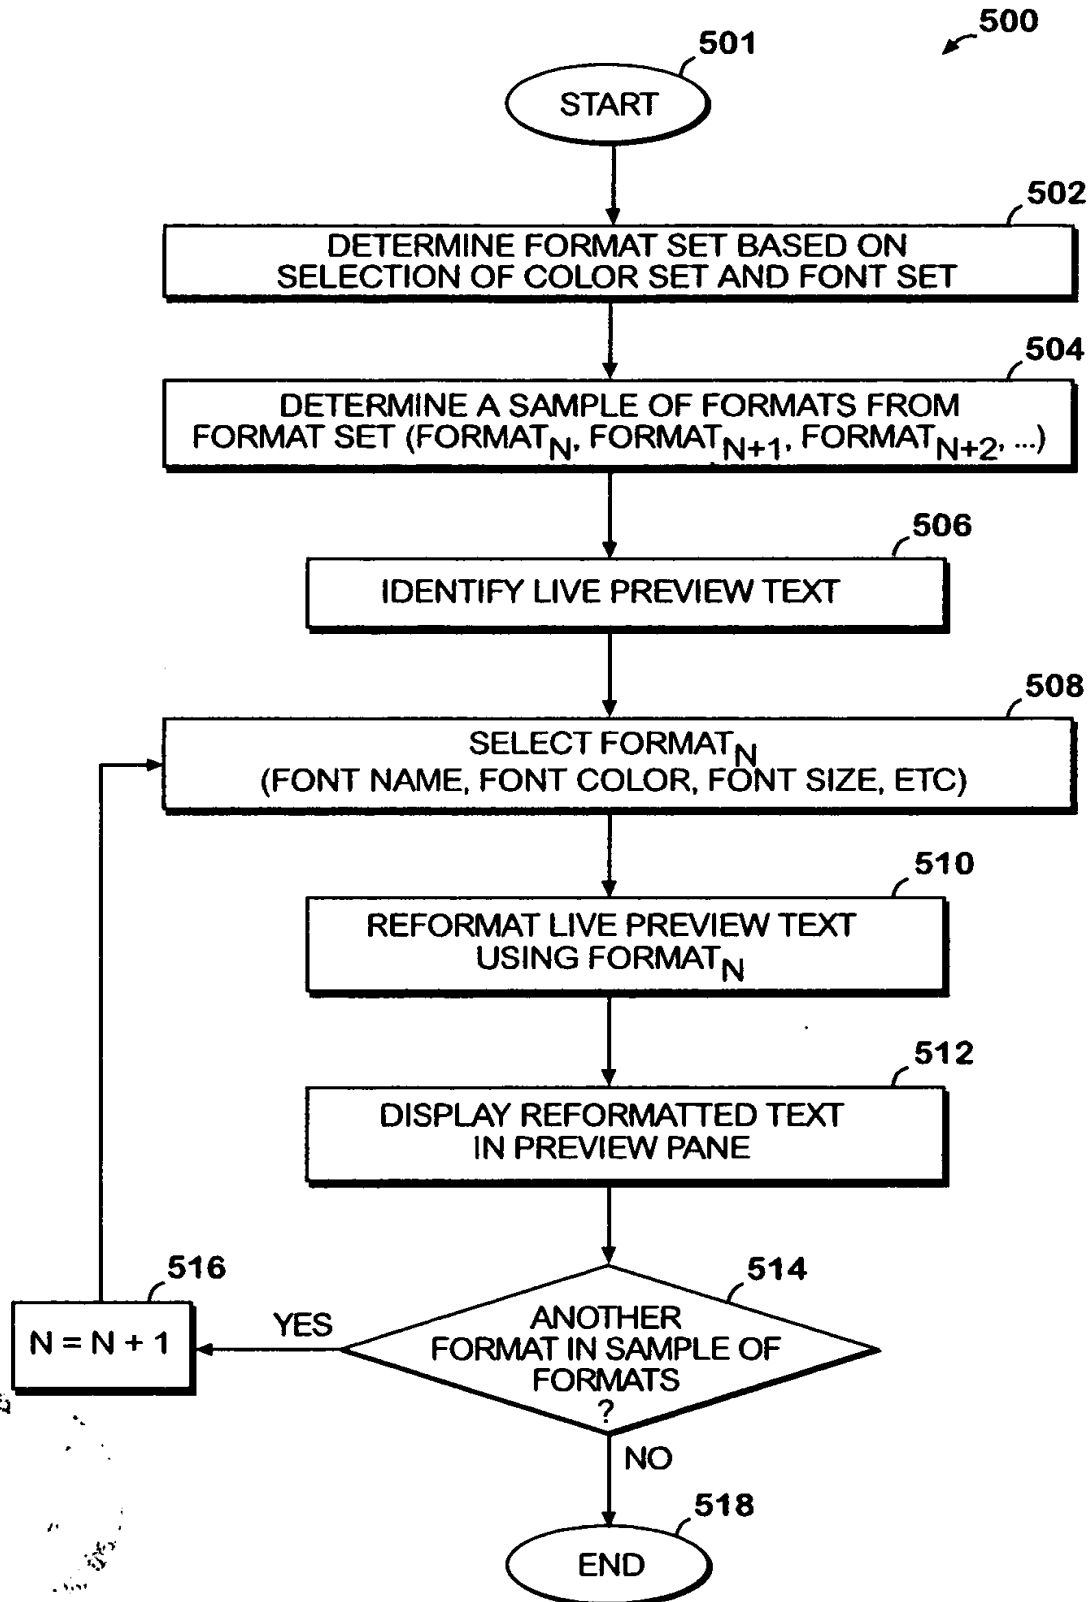 500
501
START
502
DETERMINE FORMAT SET BASED ON
SELECTION OF COLOR SET AND FONT SET
504
DETERMINE A SAMPLE OF FORMATS FROM
FORMAT SET (FORMATN, FORMATN+1, FORMATN+2, ...)
506
IDENTIFY LIVE PREVIEW TEXT
508
SELECT FORMATN
(FONT NAME, FONT COLOR, FONT SIZE, ETC)
510
REFORMAT LIVE PREVIEW TEXT
USING FORMATN
512
DISPLAY REFORMATTED TEXT
IN PREVIEW PANE
514
ANOTHER
FORMAT IN SAMPLE OF
FORMATS
?
YES
516
N = N + 1
NO
518
END